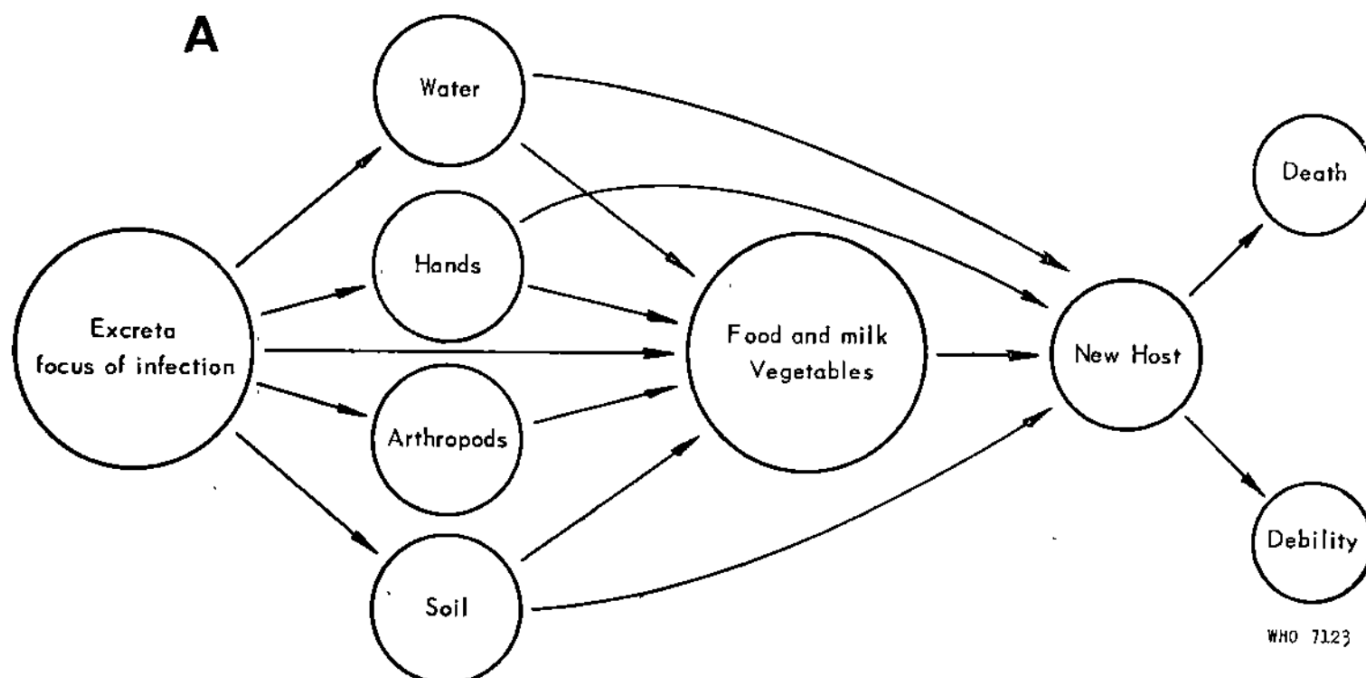 A
Water
Hands
Excreta
focus of infection
Arthropods
Soil
Food and milk
Vegetables
New Host
Death
Debility
WHO 7123